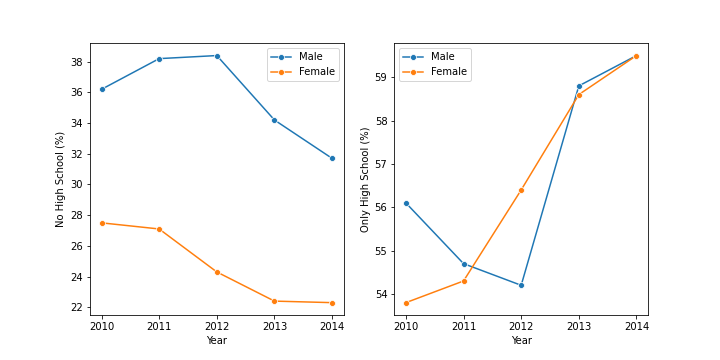 No High School (%)
38
36
34
32
30
28
26
24
22
2010 2011 2012 2013 2014
Year
Male
Female
Only High School (%)
59
58
57
56
55
54
2010 2011 2012 2013 2014
Year
Male
Female